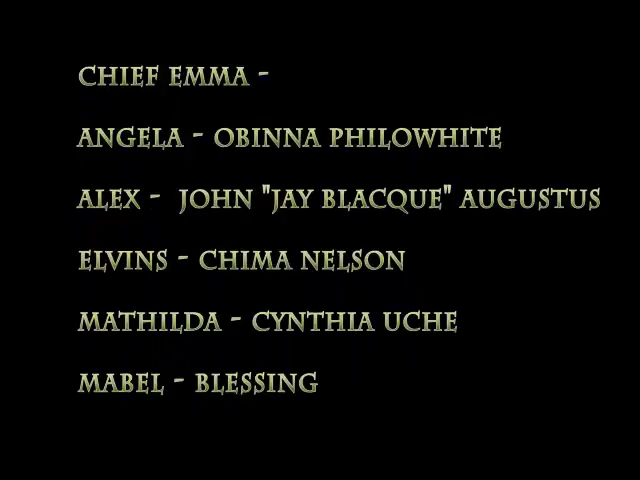 CHIEF EMMA -
ANGELA - OBINNA PHILOWHITE
ALEX - JOHN "JAY BLACQUE" AUGUSTUS
ELVINS - CHIMA NELSON
MATHILDA - CYNTHIA UCHE
MABEL - BLESSING